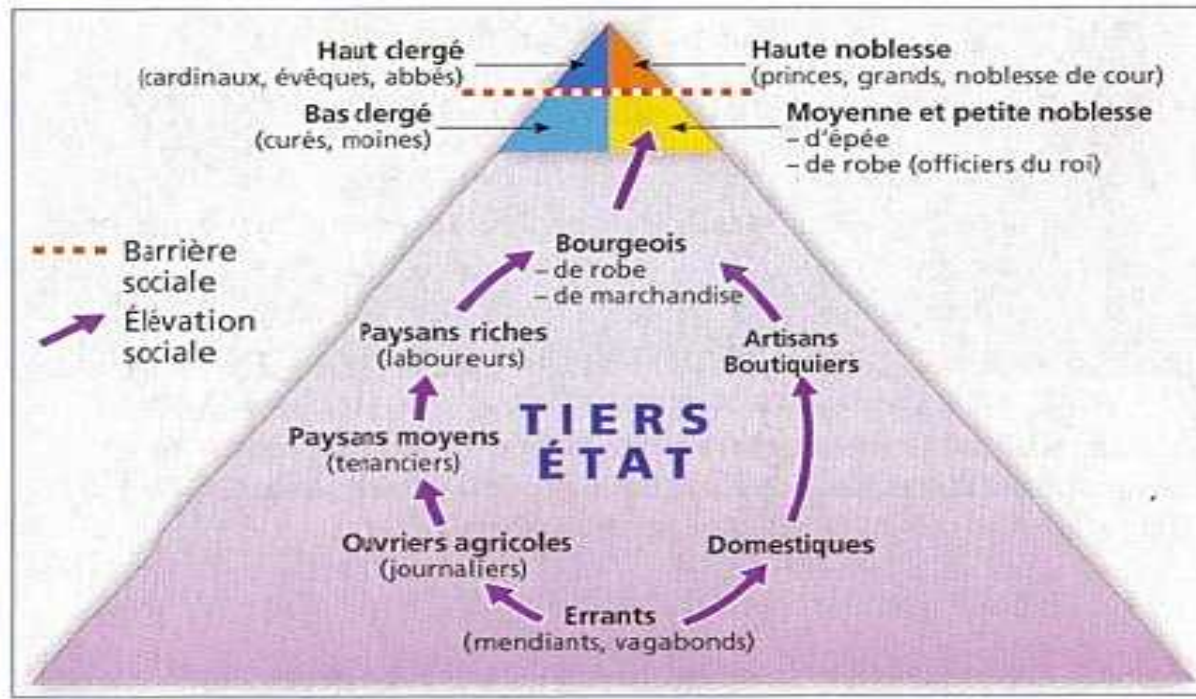 Haut clergé
(cardinaux, évêques, abbés)
Haute noblesse
(princes, grands, noblesse de cour)
Bas clergé
(curés, moines)
Moyenne et petite noblesse
– d'épée
– de robe (officiers du roi)
Barrière
sociale
Élévation
sociale
Bourgeois
– de robe
– de marchandise
Paysans riches
(laboureurs)
Artisans
Boutiquiers
TIERS
ÉTAT
Paysans moyens
(tenanciers)
Ouvriers agricoles
(journaliers)
Domestiques
Errants
(mendiants, vagabonds)